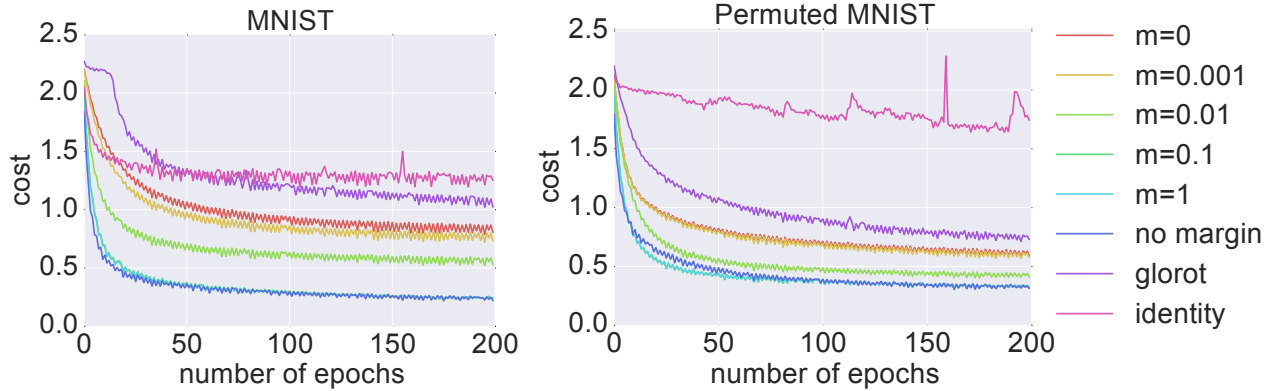 MNIST
2.5
2.0
1.5
1.0
0.5
0.0
cost
0 50 100 150 200
number of epochs
Permuted MNIST
2.5
2.0
1.5
1.0
0.5
0.0
cost
0 50 100 150 200
number of epochs
m=0
m=0.001
m=0.01
m=0.1
m=1
no margin
glorot
identity